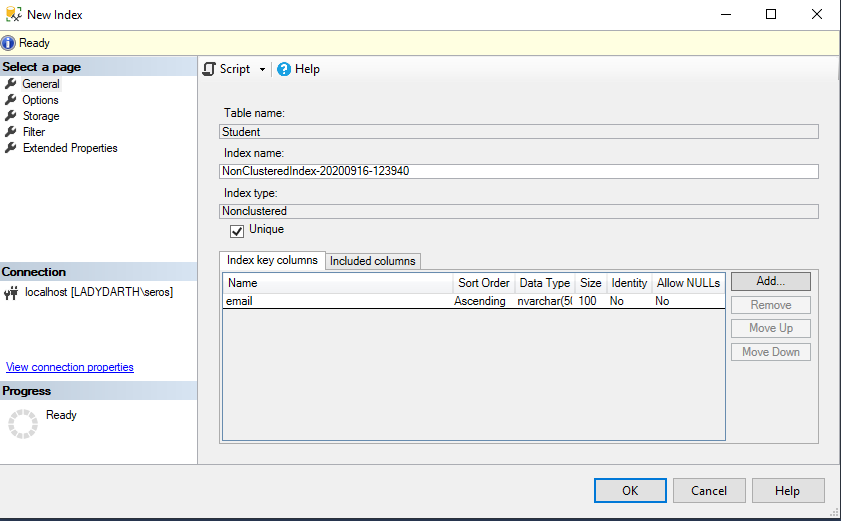 New Index
Ready
Select a page
General
Options
Storage
Filter
Extended Properties
Connection
localhost [LADYDARTH\seros]
View connection properties
Progress
Ready
Script Help
Table name:
Student
Index name:
NonClusteredIndex-20200916-123940
Index type:
Nonclustered
Unique
Index key columns Included columns
Name Sort Order Data Type Size Identity Allow NULLs
email Ascending nvarchar(50 100 No No
Add...
Remove
Move Up
Move Down
OK Cancel Help